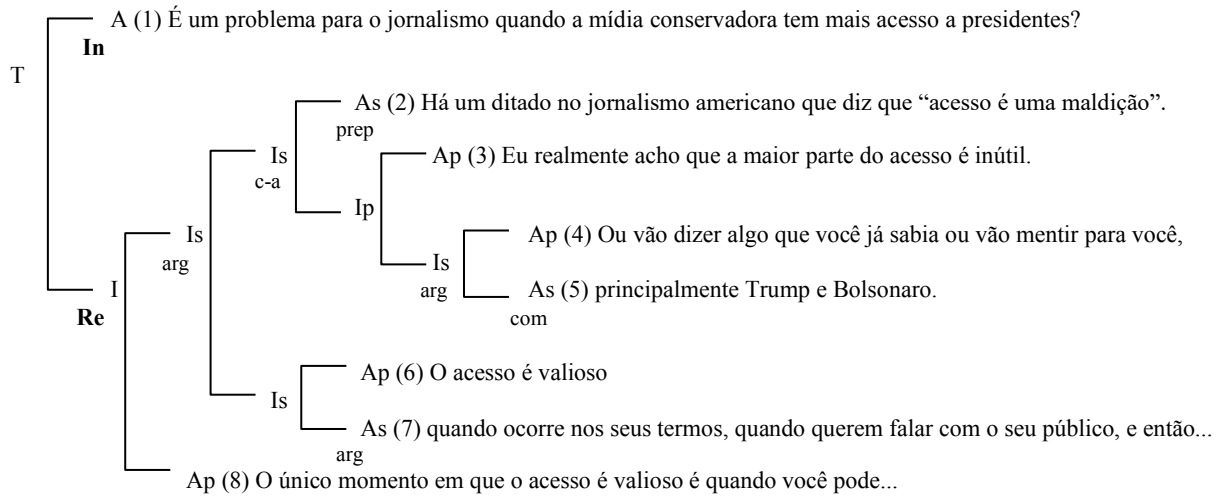 A (1) É um problema para o jornalismo quando a mídia conservadora tem mais acesso a presidentes?
In
T
As (2) Há um ditado no jornalismo americano que diz que “acesso é uma maldição”.
prep
Is
c-a
Ap (3) Eu realmente acho que a maior parte do acesso é inútil.
Ip
Is
arg
Ap (4) Ou vão dizer algo que você já sabia ou vão mentir para você,
Is
arg
As (5) principalmente Trump e Bolsonaro.
com
I
Re
Ap (6) O acesso é valioso
Is
As (7) quando ocorre nos seus termos, quando querem falar com o seu público, e então...
arg
Ap (8) O único momento em que o acesso é valioso é quando você pode...